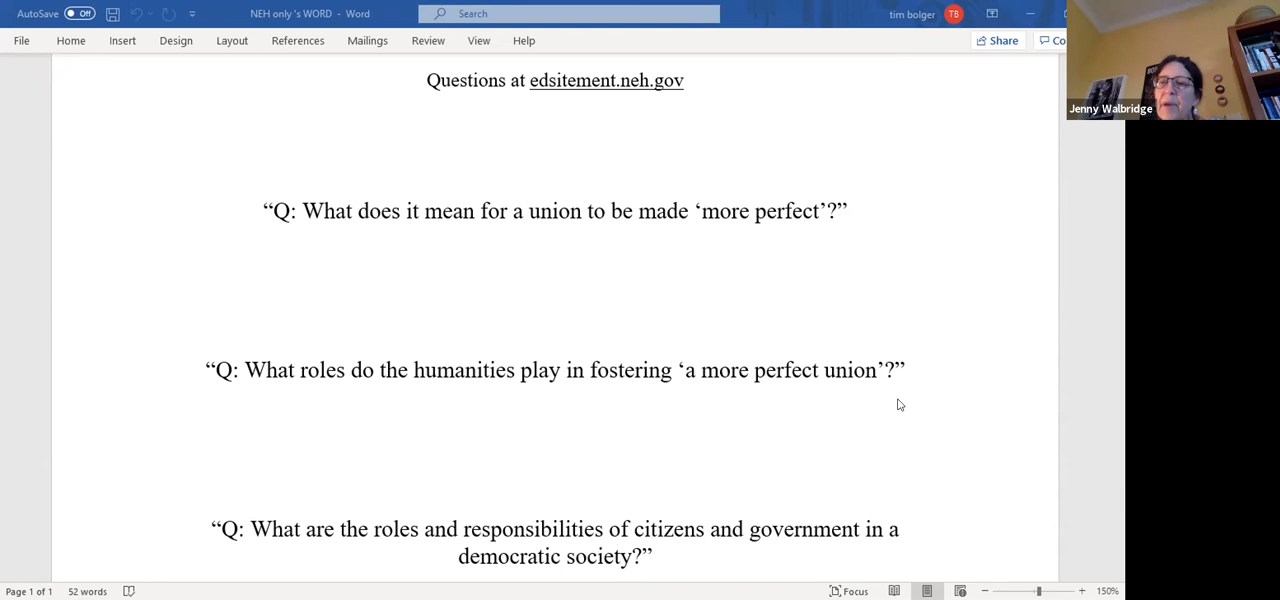 AutoSave Off NEH only 's WORD - Word Search tim bolger TB
File Home Insert Design Layout References Mailings Review View Help Share Co
Jenny Walbridge
Questions at edsitement.neh.gov
“Q: What does it mean for a union to be made ‘more perfect’?”
“Q: What roles do the humanities play in fostering ‘a more perfect union’?”
“Q: What are the roles and responsibilities of citizens and government in a
democratic society?”
Page 1 of 1 52 words Focus 150%